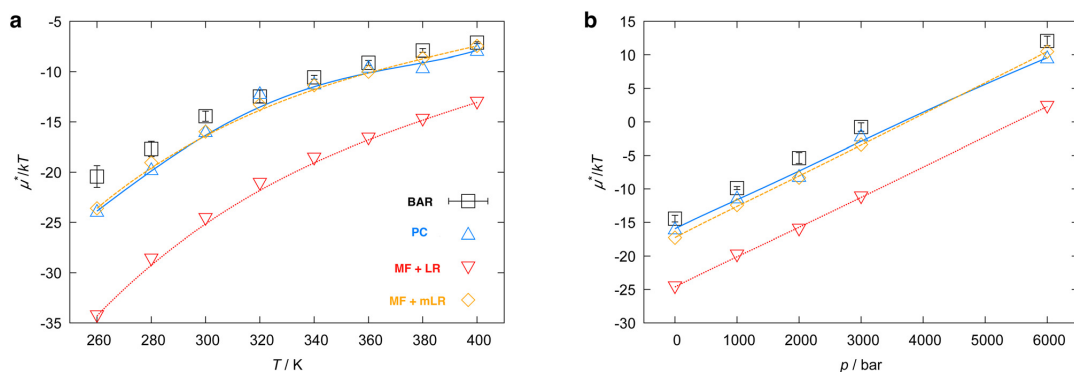 a
-5
-10
-15
-20
-25
-30
-35
μ*/kT
260 280 300 320 340 360 380 400
T / K
BAR
PC
MF + LR
MF + mLR
b
15
10
5
0
-5
-10
-15
-20
-25
-30
μ*/kT
0 1000 2000 3000 4000 5000 6000
p / bar